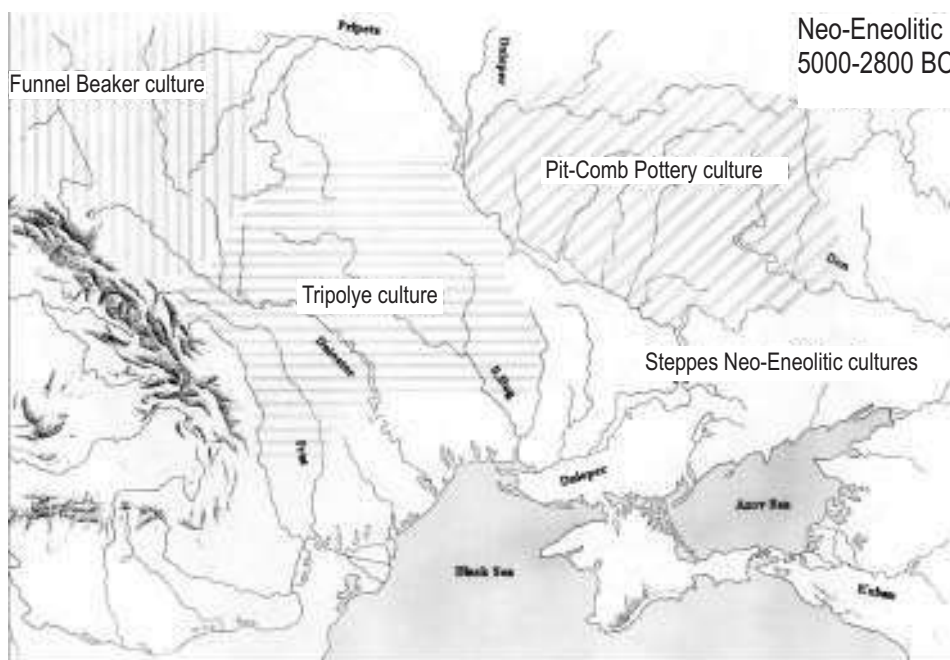 Neo-Eneolitic
5000-2800 BC
Pripets
Dnieper
Funnel Beaker culture
Pit-Comb Pottery culture
Don
Tripolye culture
Dniester
Steppes Neo-Eneolitic cultures
S.Bug
Prut
Dnieper
Azov Sea
Black Sea
Kuban